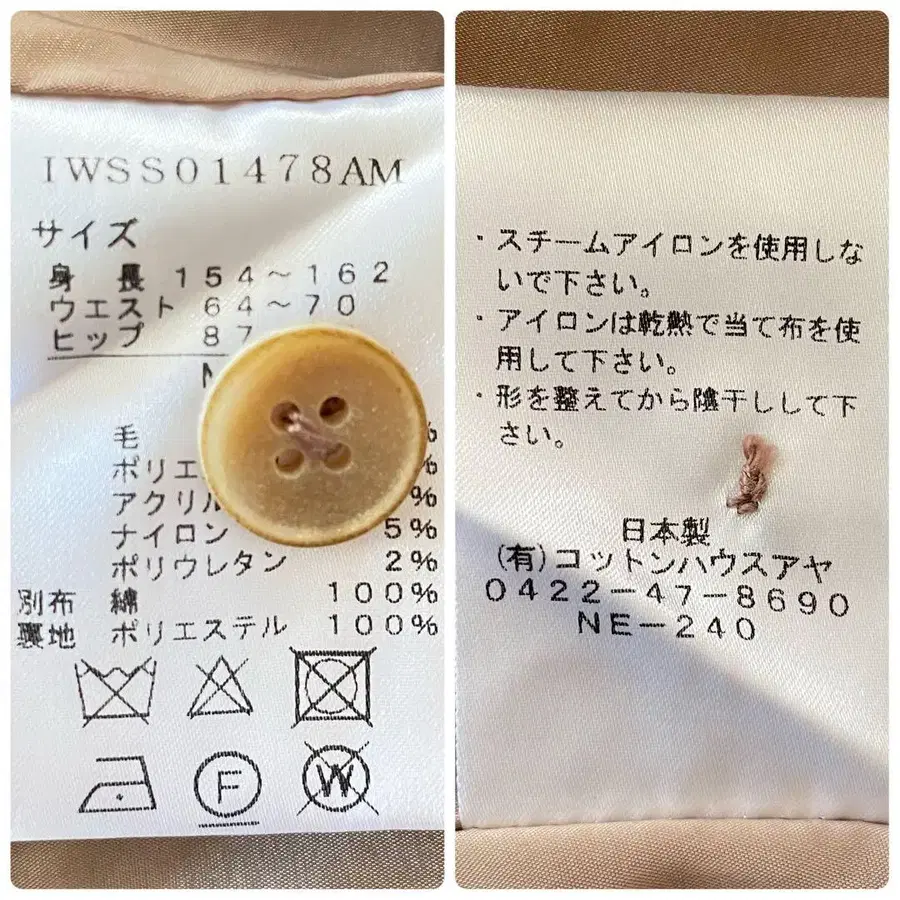 IWSS01478AM
サイズ
身 長 154～162
ウエスト 64～70
ヒップ 87
毛 %
ポリエ %
アクリル %
ナイロン 5%
ポリウレタン 2%
別布 綿 100%
裏地 ポリエステル 100%
F
W
・スチームアイロンを使用しな
いで下さい。
・アイロンは乾熱で当て布を使
用して下さい。
・形を整えてから陰干しして下
さい。
日本製
(有)コットンハウスアヤ
0422-47-8690
NE-240